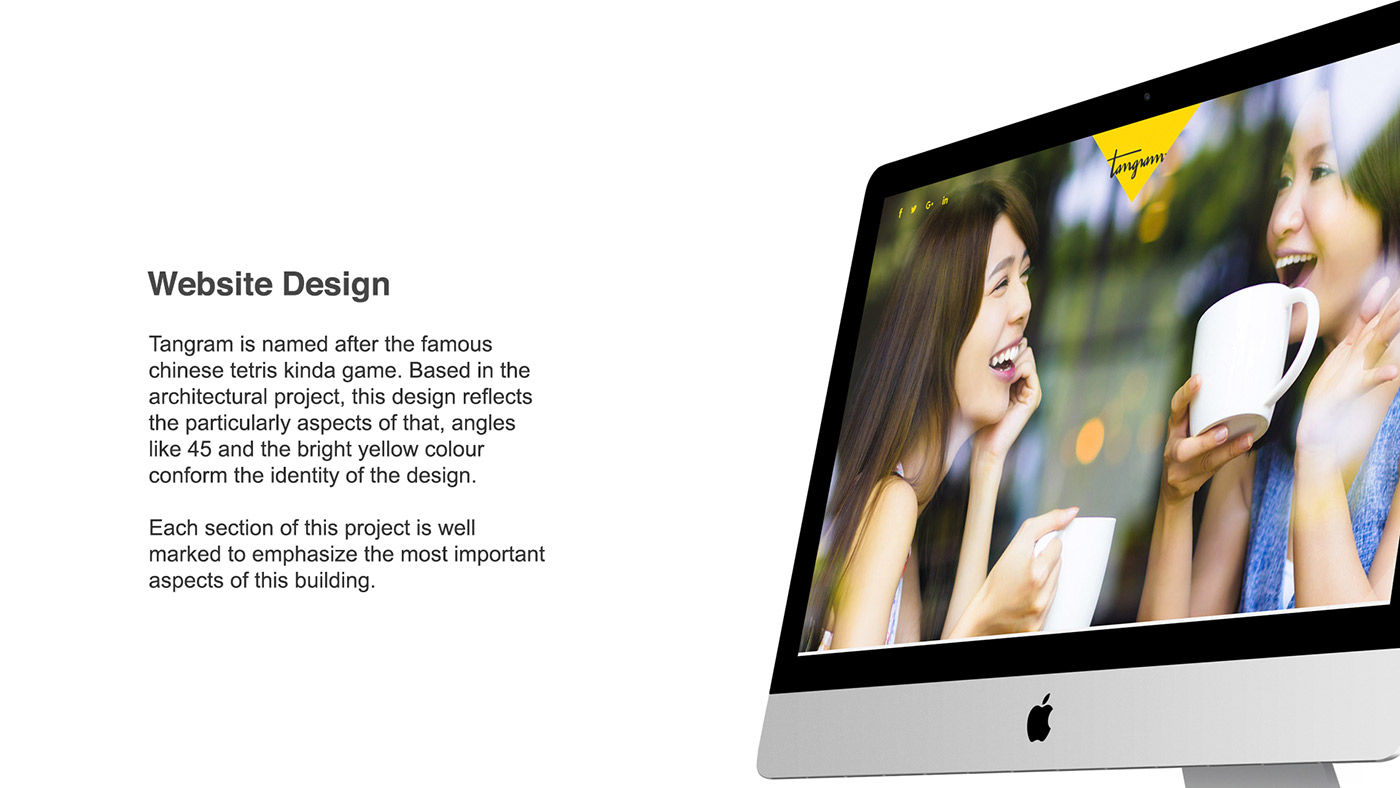 Website Design
Tangram is named after the famous
chinese tetris kinda game. Based in the
architectural project, this design reflects
the particularly aspects of that, angles
like 45 and the bright yellow colour
conform the identity of the design.
Each section of this project is well
marked to emphasize the most important
aspects of this building.
tangram
f G+ in